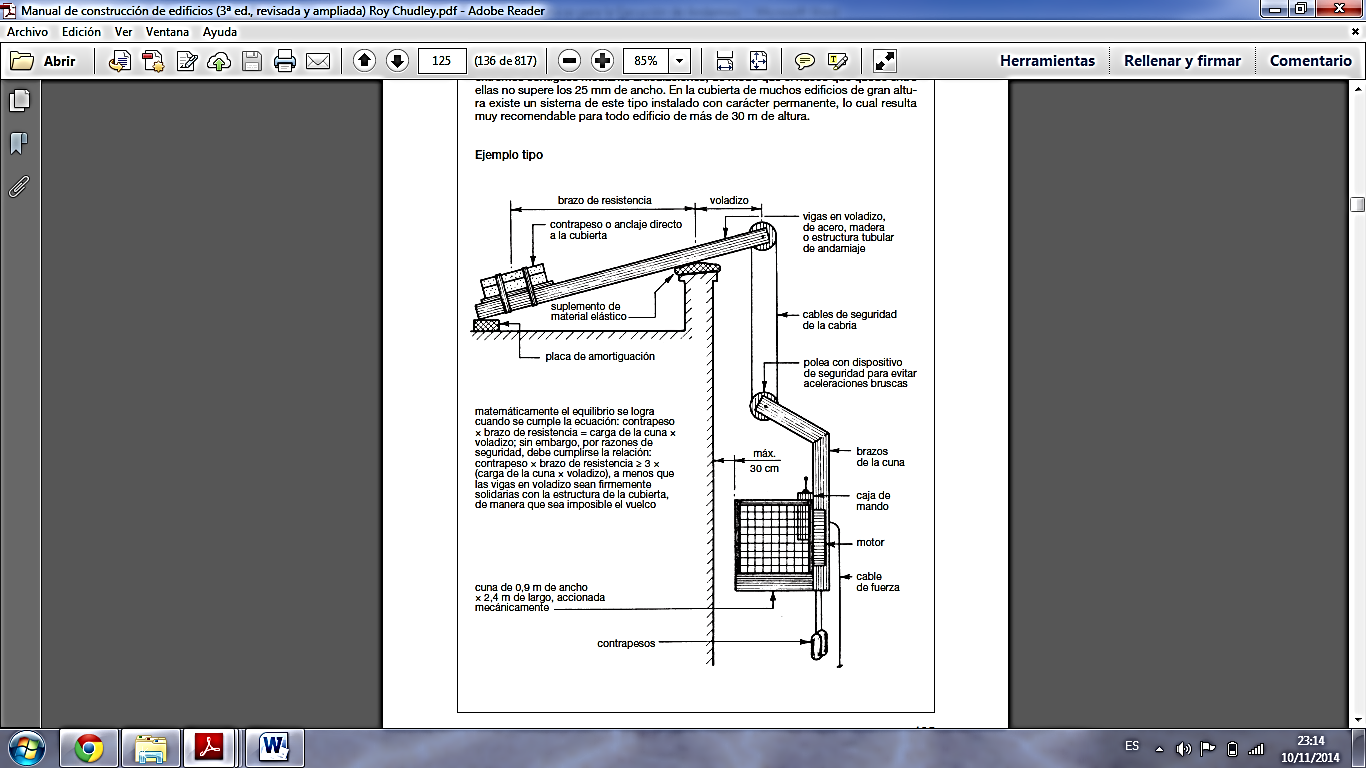 Manual de construcción de edificios (3ª ed., revisada y ampliada) Roy Chudley.pdf - Adobe Reader
Archivo Edición Ver Ventana Ayuda
Abrir
125
(136 de 817)
85%
Herramientas
Rellenar y firmar
Comentario
ellas no supere los 25 mm de ancho. En la cubierta de muchos edificios de gran altu-
ra existe un sistema de este tipo instalado con carácter permanente, lo cual resulta
muy recomendable para todo edificio de más de 30 m de altura.
Ejemplo tipo
brazo de resistencia
voladizo
contrapeso o anclaje directo
a la cubierta
vigas en voladizo,
de acero, madera
o estructura tubular
de andamiaje
suplemento de
material elástico
placa de amortiguación
cables de seguridad
de la cabria
polea con dispositivo
de seguridad para evitar
aceleraciones bruscas
matemáticamente el equilibrio se logra
cuando se cumple la ecuación: contrapeso
× brazo de resistencia = carga de la cuna ×
voladizo; sin embargo, por razones de
seguridad, debe cumplirse la relación:
contrapeso × brazo de resistencia ≥ 3 ×
(carga de la cuna × voladizo), a menos que
las vigas en voladizo sean firmemente
solidarias con la estructura de la cubierta,
de manera que sea imposible el vuelco
máx.
30 cm
brazos
de la cuna
caja de
mando
motor
cable
de fuerza
cuna de 0,9 m de ancho
× 2,4 m de largo, accionada
mecánicamente
contrapesos
ES
23:14
10/11/2014